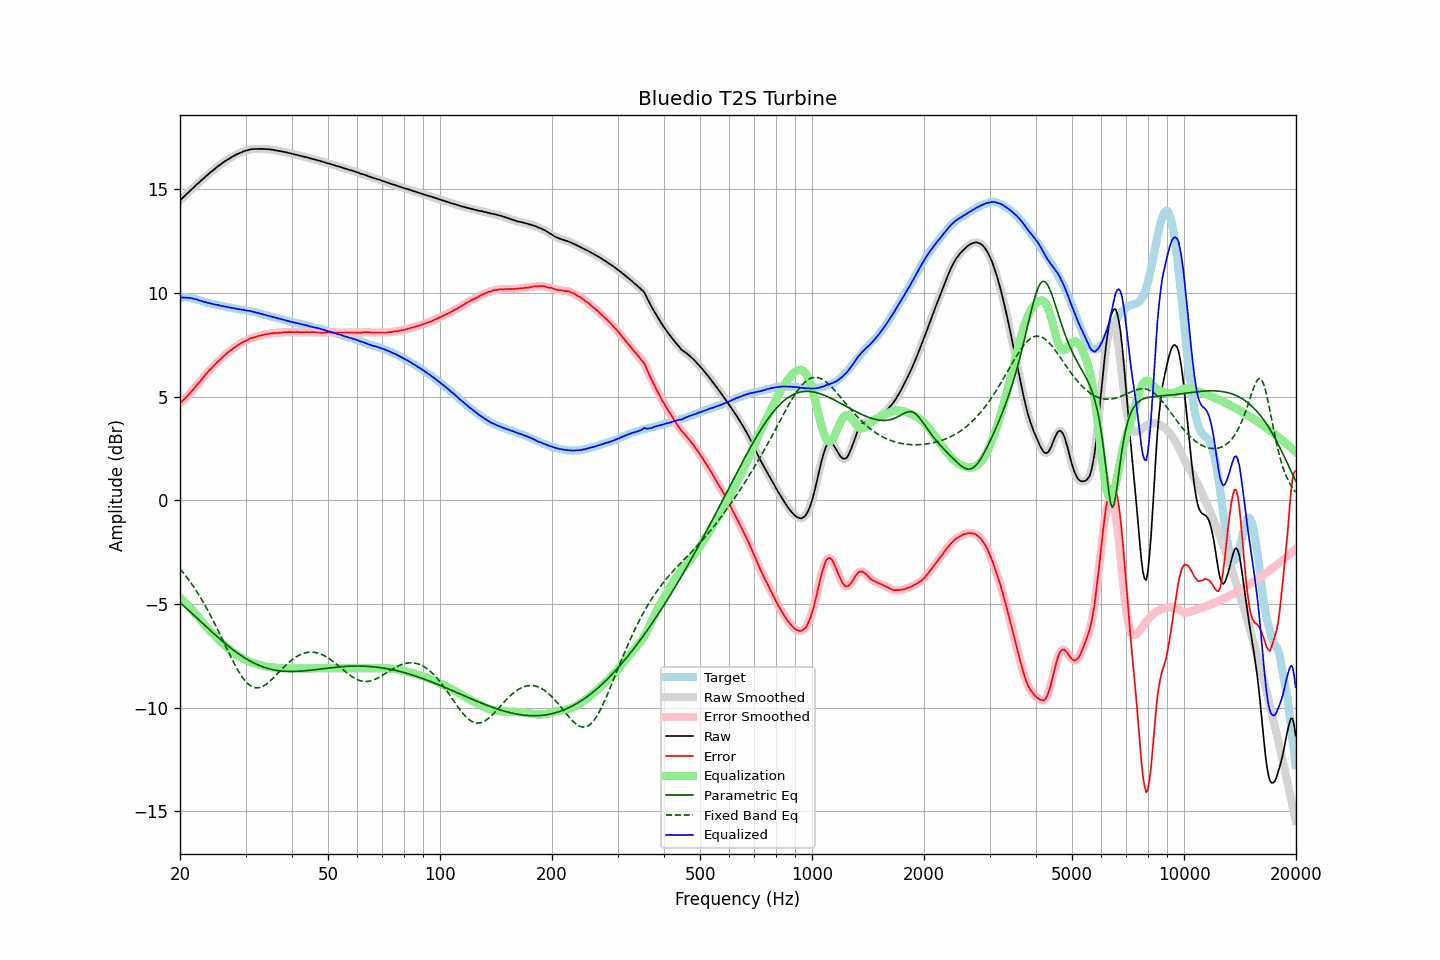 Bluedio T2S Turbine
Amplitude (dBr)
15
10
5
0
−5
−10
−15
Target
Raw Smoothed
Error Smoothed
Raw
Error
Equalization
Parametric Eq
Fixed Band Eq
Equalized
20
50
100
200
500
1000
2000
5000
10000
20000
Frequency (Hz)